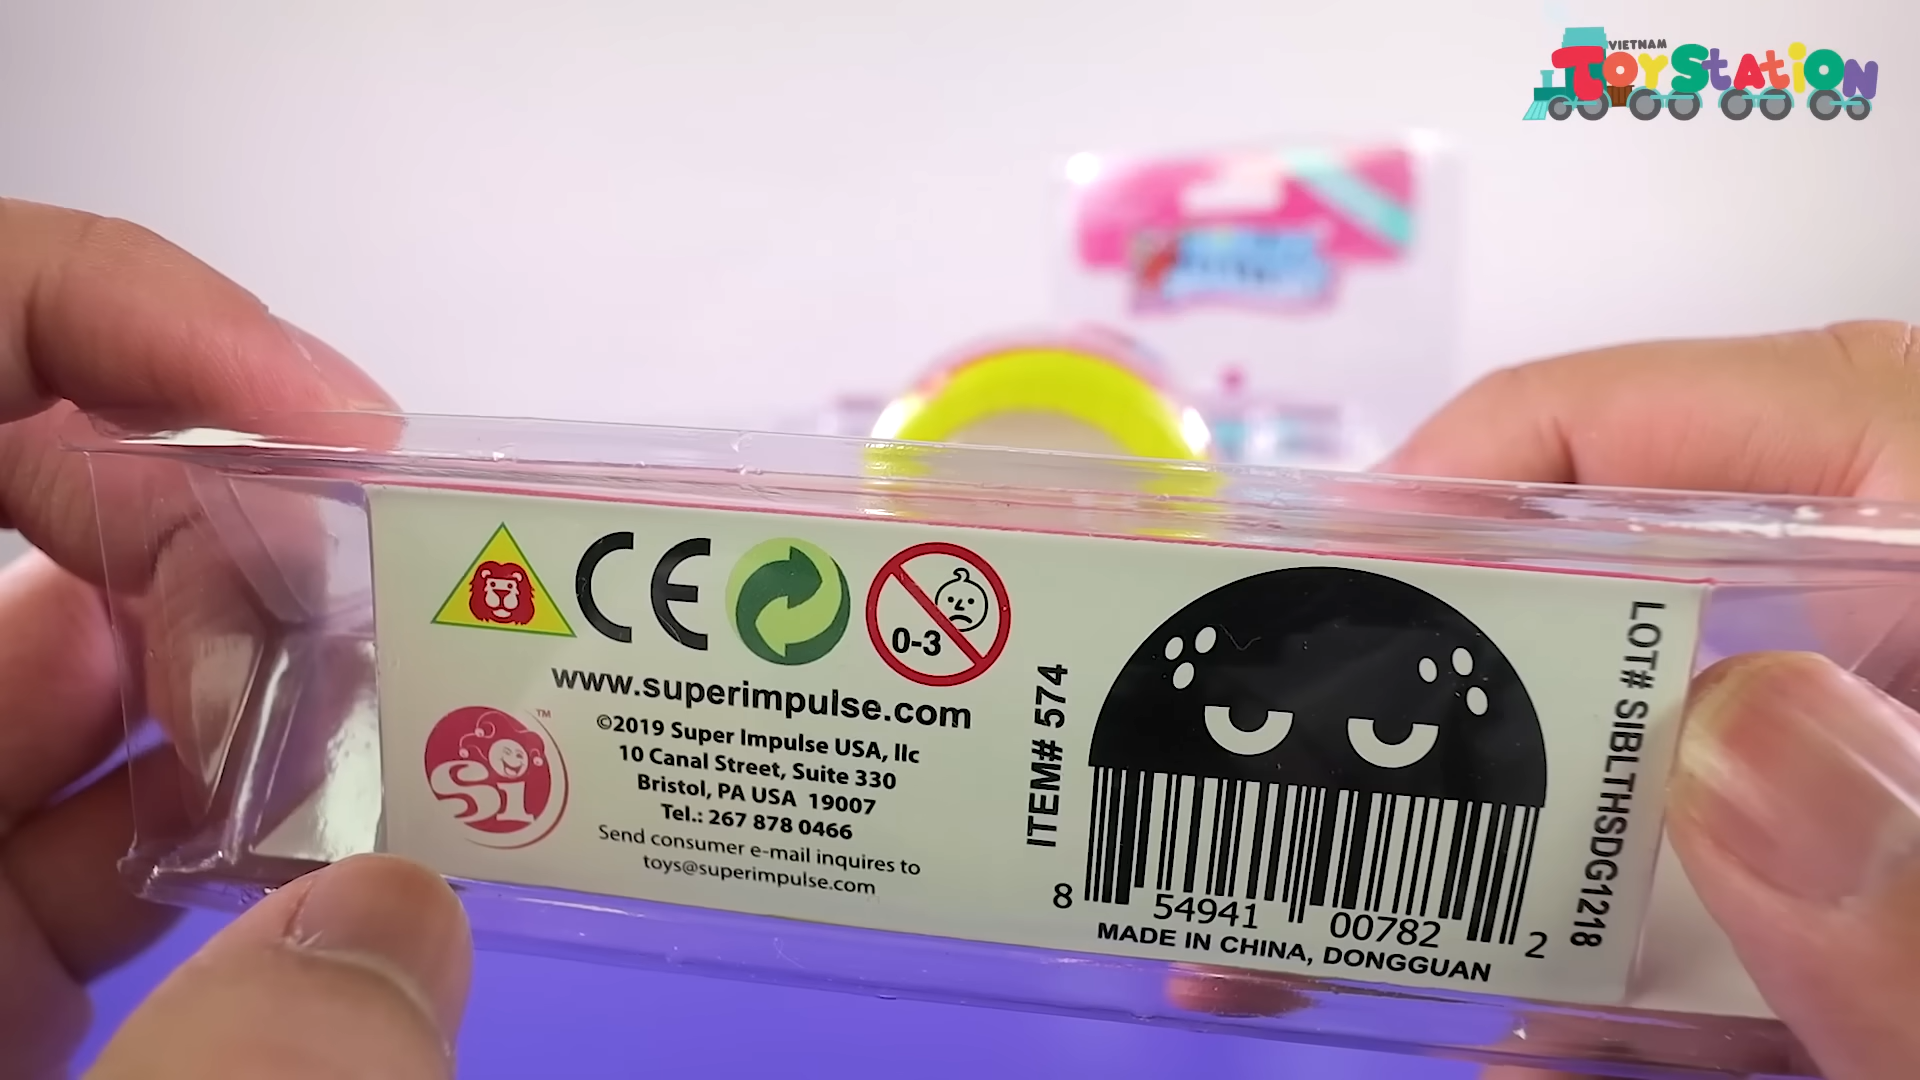 VIETNAM
TOYSTATION
CE
0-3
www.superimpulse.com
Si
TM
©2019 Super Impulse USA, llc
10 Canal Street, Suite 330
Bristol, PA USA 19007
Tel.: 267 878 0466
Send consumer e-mail inquires to
toys@superimpulse.com
ITEM# 574
8 54941 00782 2
MADE IN CHINA, DONGGUAN
LOT# SIBLTHSDG1218